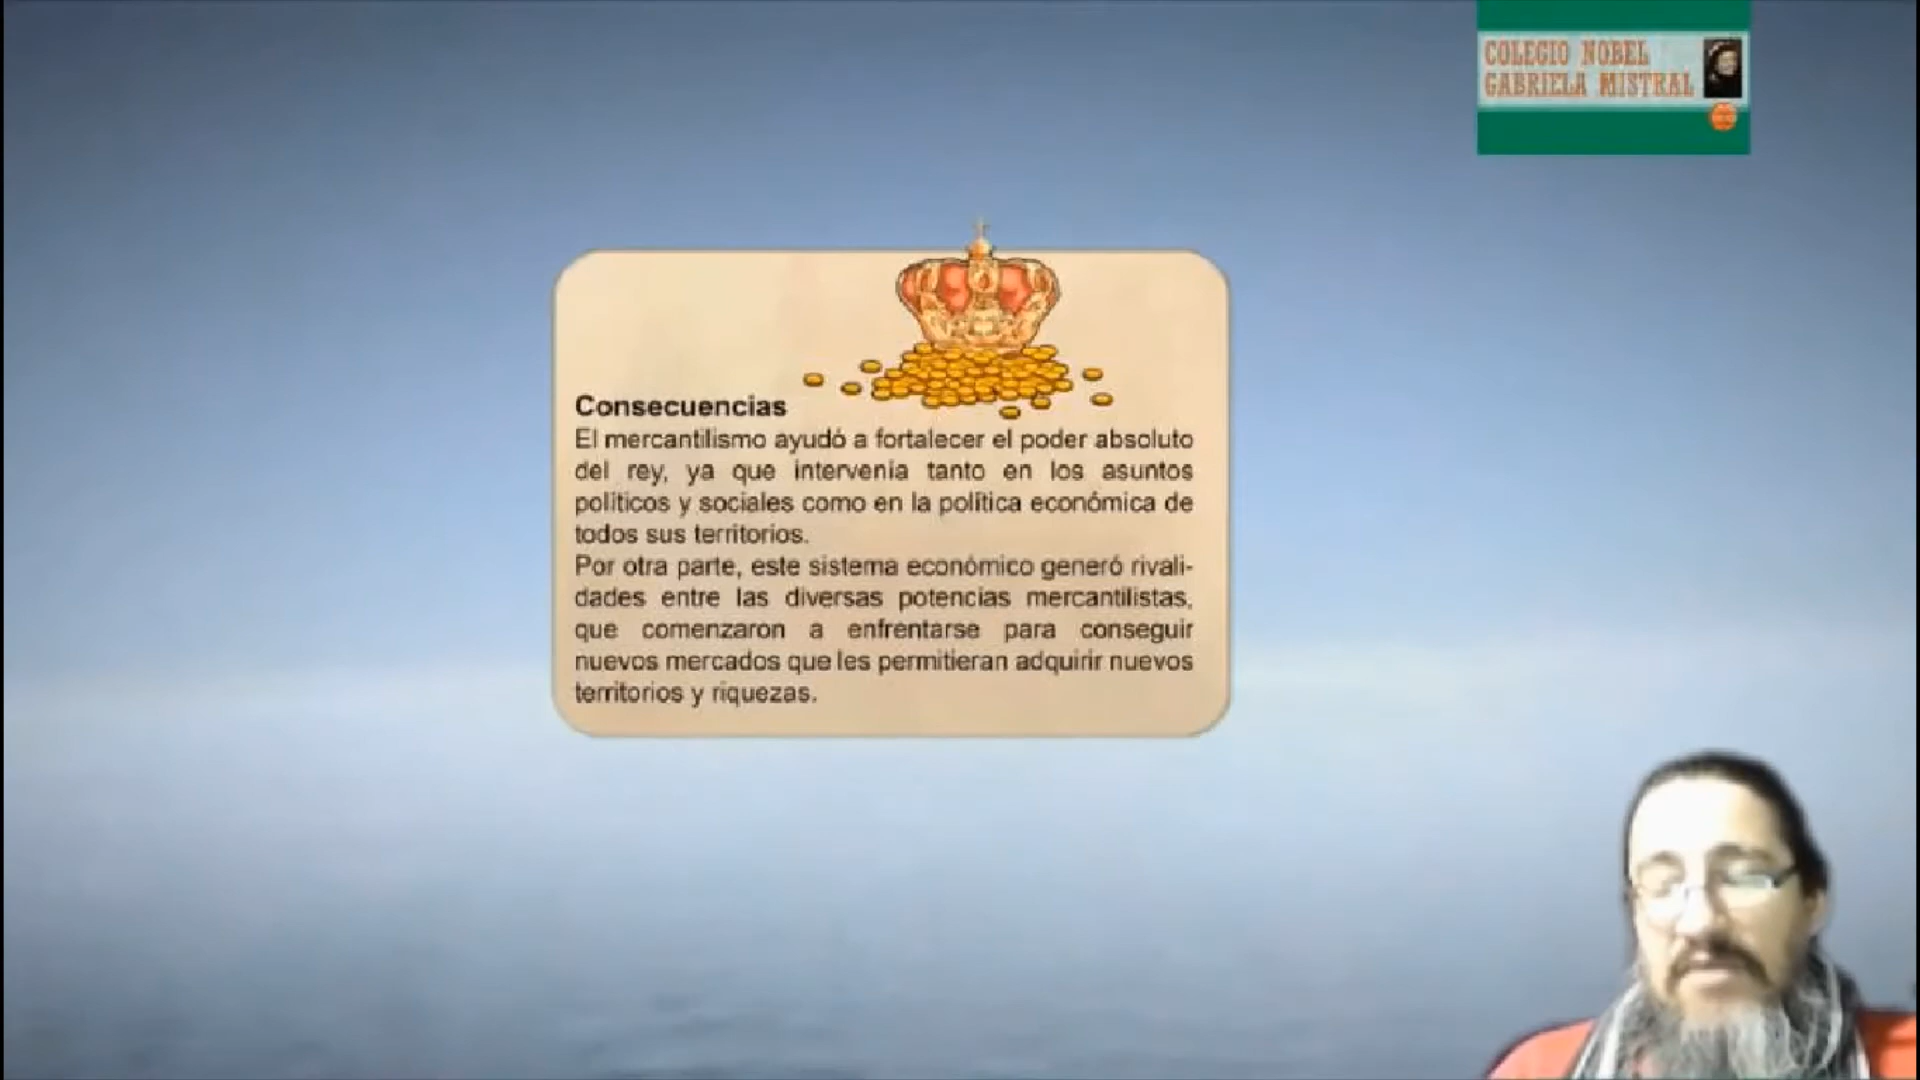 COLEGIO NOBEL
GABRIELA MISTRAL
Consecuencias
El mercantilismo ayudó a fortalecer el poder absoluto
del rey, ya que intervenía tanto en los asuntos
políticos y sociales como en la política económica de
todos sus territorios.
Por otra parte, este sistema económico generó rivali-
dades entre las diversas potencias mercantilistas,
que comenzaron a enfrentarse para conseguir
nuevos mercados que les permitieran adquirir nuevos
territorios y riquezas.